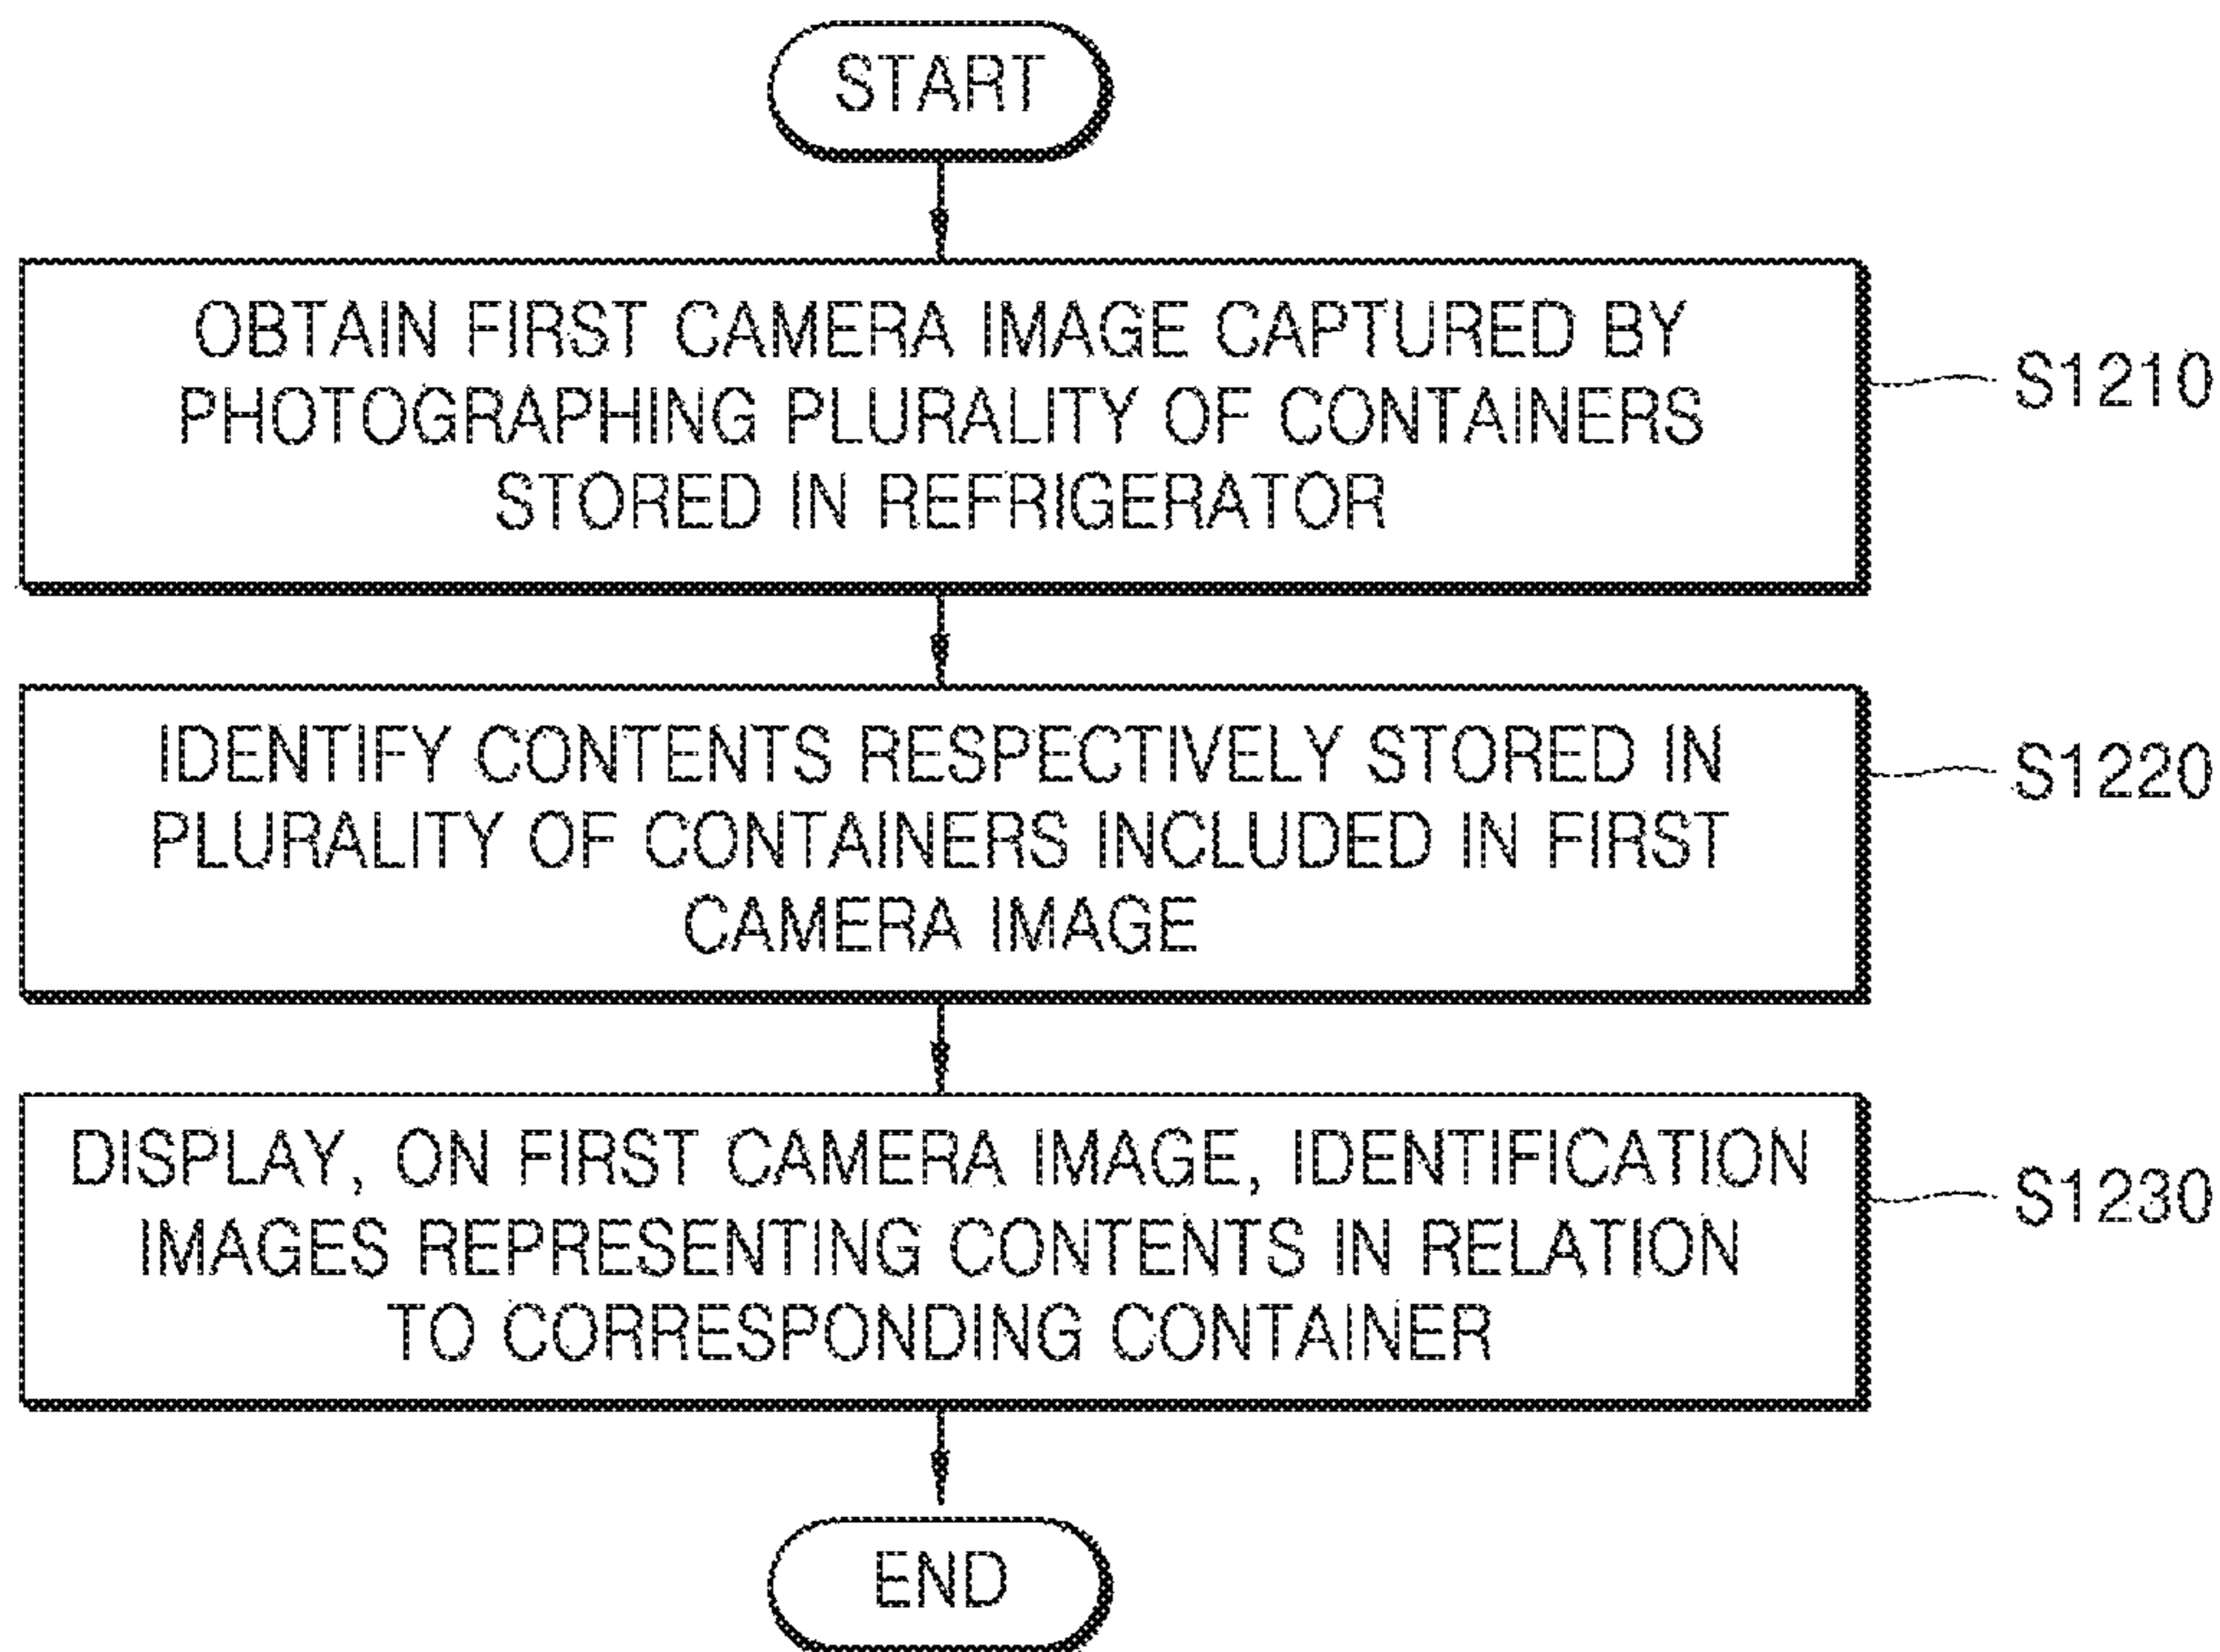 START
OBTAIN FIRST CAMERA IMAGE CAPTURED BY
PHOTOGRAPHING PLURALITY OF CONTAINERS
STORED IN REFRIGERATOR
S1210
IDENTIFY CONTENTS RESPECTIVELY STORED IN
PLURALITY OF CONTAINERS INCLUDED IN FIRST
CAMERA IMAGE
S1220
DISPLAY, ON FIRST CAMERA IMAGE, IDENTIFICATION
IMAGES REPRESENTING CONTENTS IN RELATION
TO CORRESPONDING CONTAINER
S1230
END